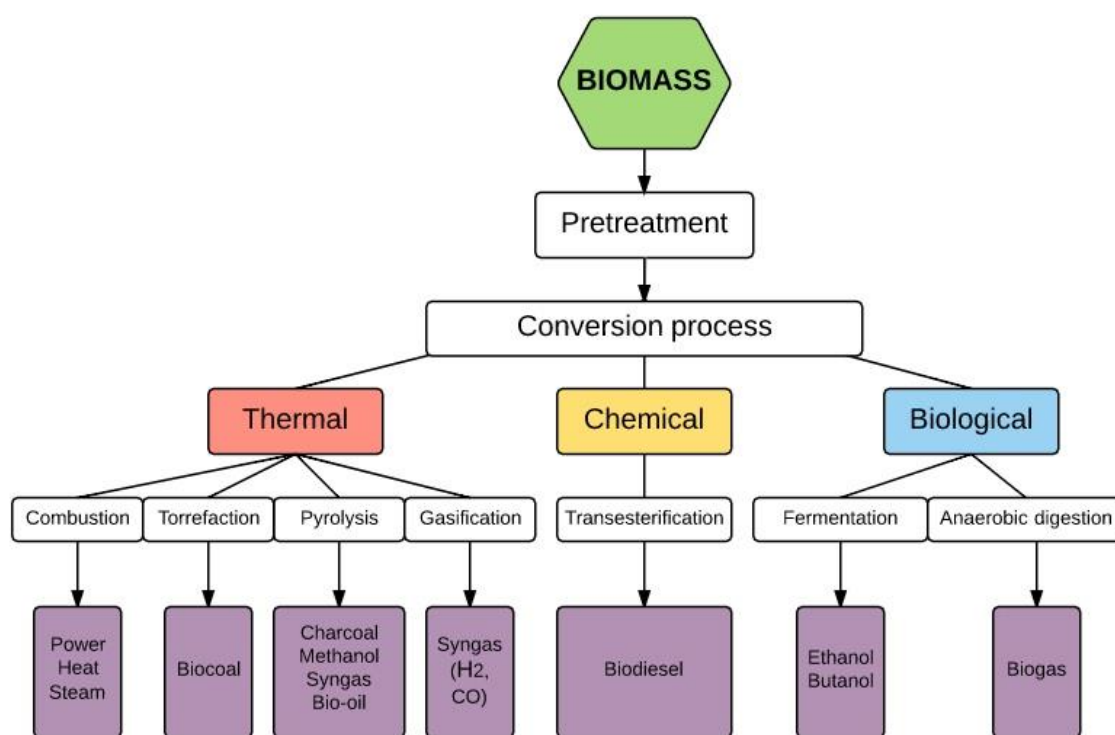 BIOMASS
Pretreatment
Conversion process
Thermal
Chemical
Biological
Combustion
Torrefaction
Pyrolysis
Gasification
Transesterification
Fermentation
Anaerobic digestion
Power
Heat
Steam
Biocoal
Charcoal
Methanol
Syngas
Bio-oil
Syngas
(H2,
CO)
Biodiesel
Ethanol
Butanol
Biogas